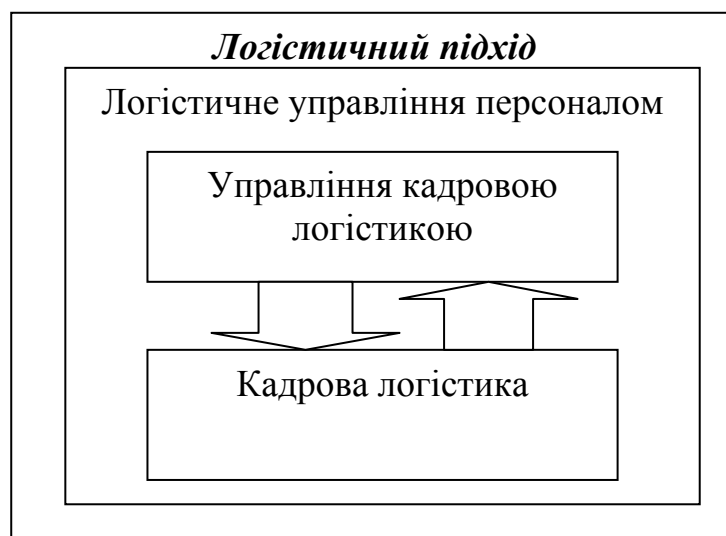 Логістичний підхід
Логістичне управління персоналом
Управління кадровою
логістикою
Кадрова логістика